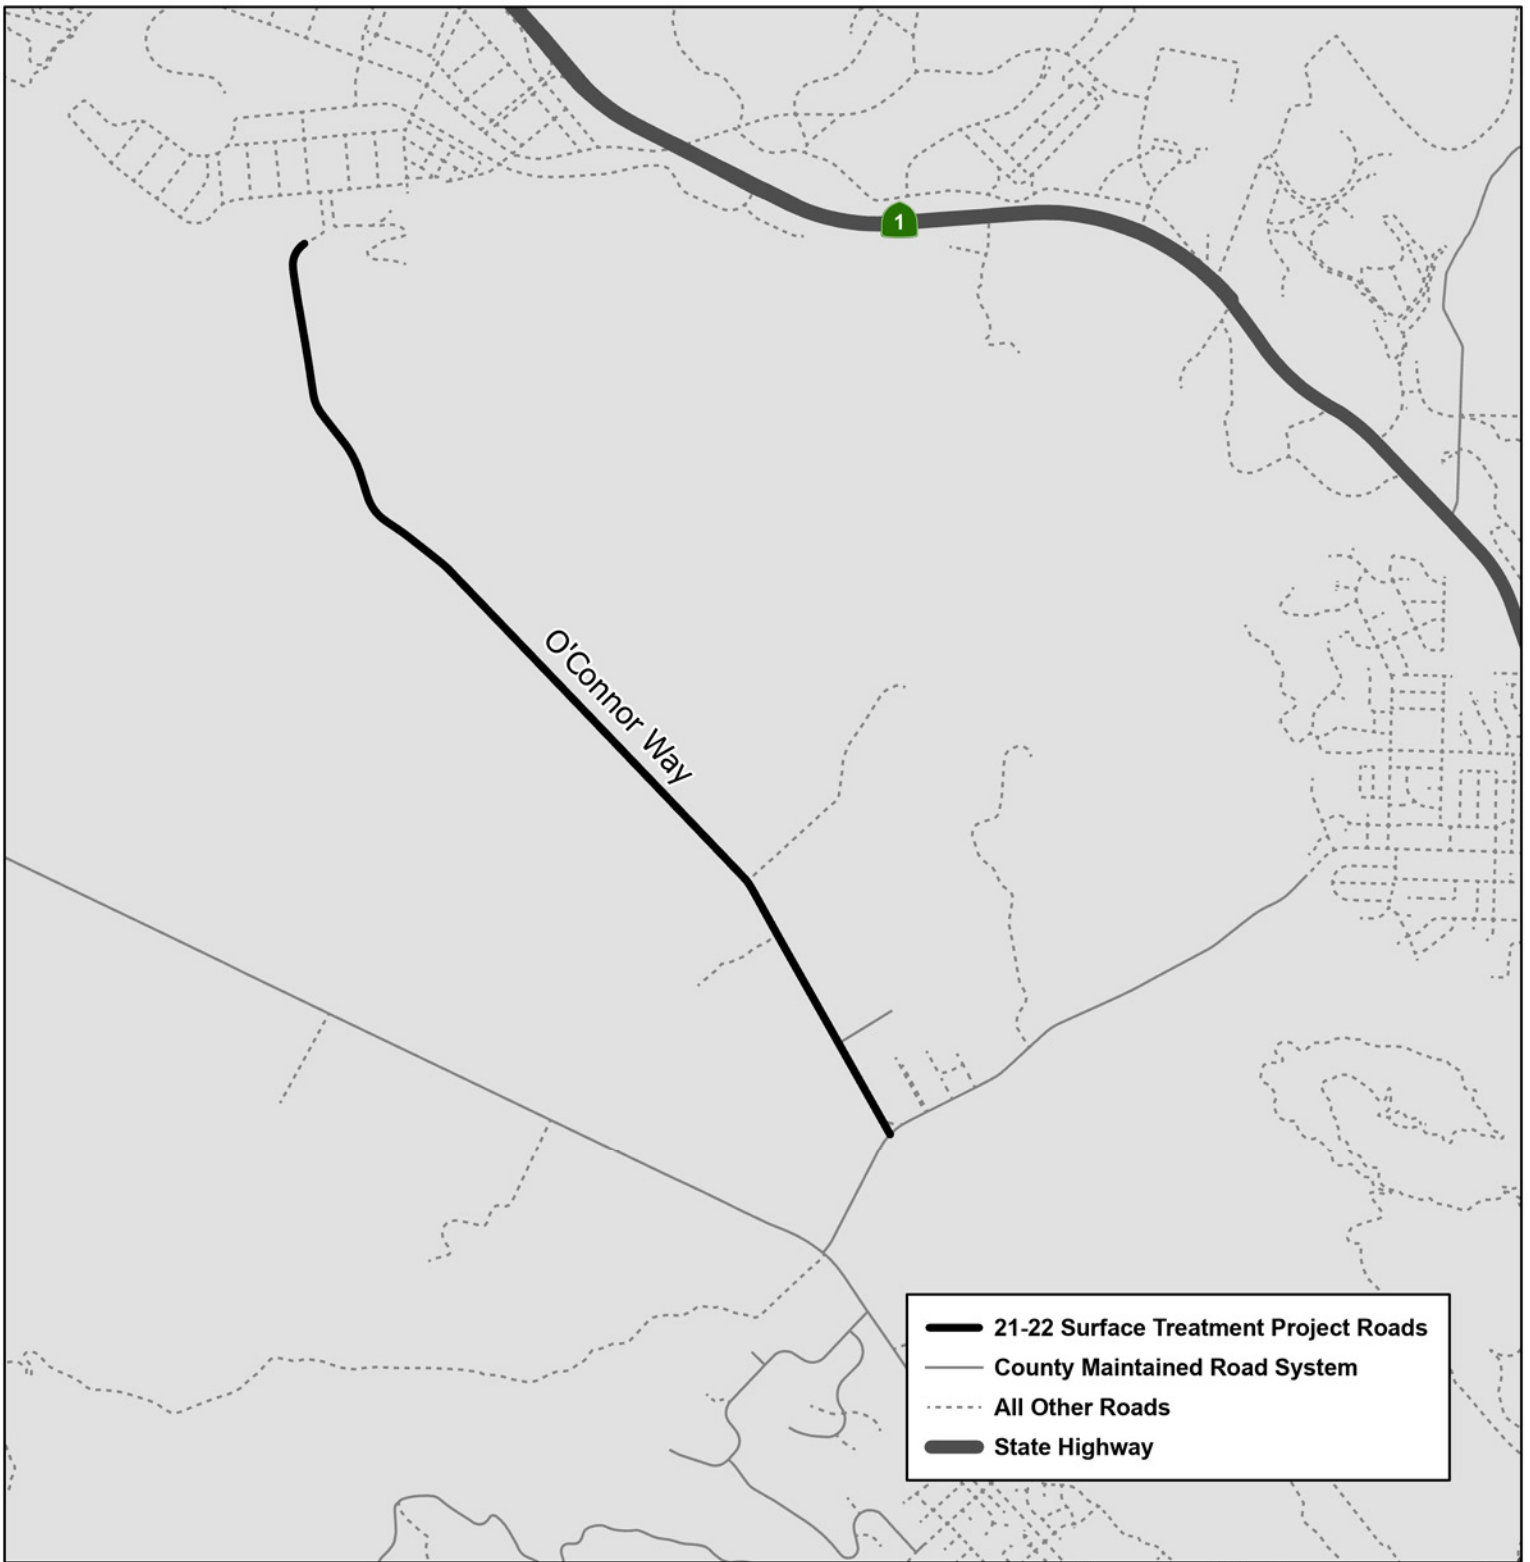 1
O'Connor Way
21-22 Surface Treatment Project Roads
County Maintained Road System
All Other Roads
State Highway